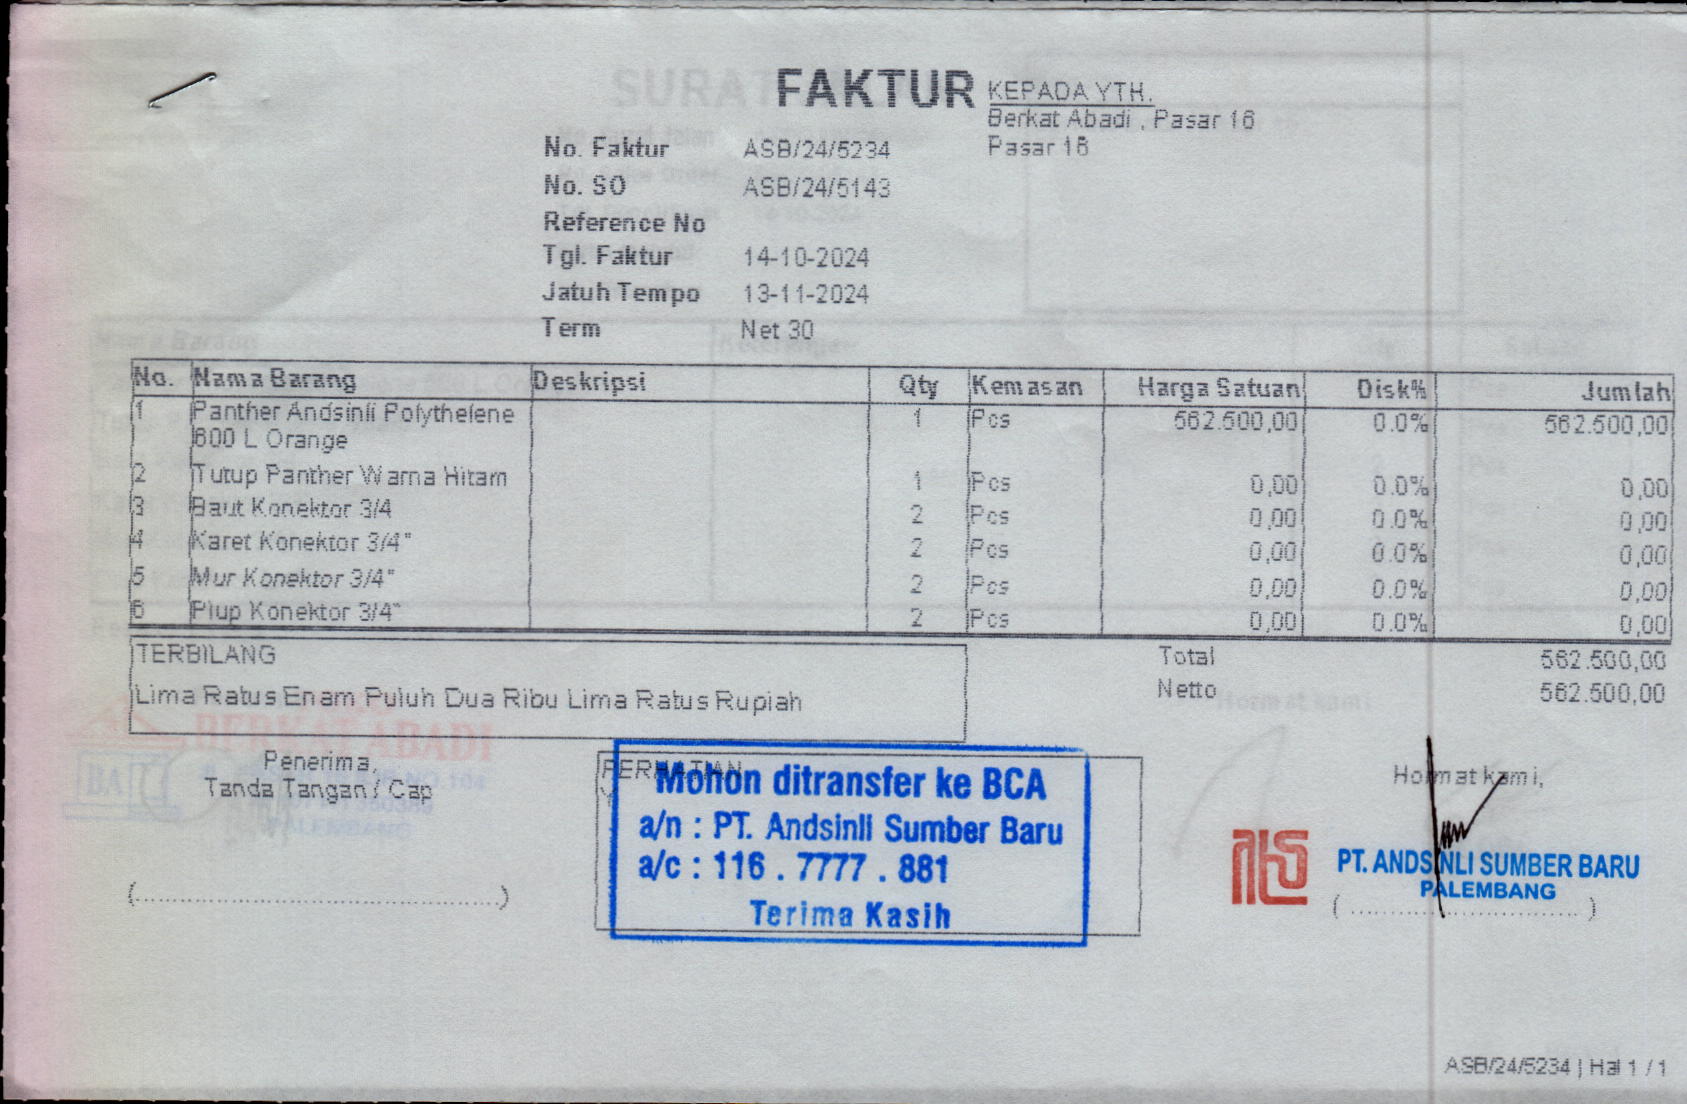 FAKTUR
KEPADA YTH.
Berkat Abadi , Pasar 16
Pasar 16
No. Faktur ASB/24/5234
No. SO ASB/24/5143
Reference No
Tgl. Faktur 14-10-2024
Jatuh Tempo 13-11-2024
Term Net 30
No. Nama Barang Deskripsi Qty Kemasan Harga Satuan Disk% Jumlah
1 Panther Andsinli Polythelene 1 Pcs 562.500,00 0.0% 562.500,00
600 L Orange
2 Tutup Panther Warna Hitam 1 Pcs 0,00 0.0% 0,00
3 Baut Konektor 3/4 2 Pcs 0,00 0.0% 0,00
4 Karet Konektor 3/4" 2 Pcs 0,00 0.0% 0,00
5 Mur Konektor 3/4" 2 Pcs 0,00 0.0% 0,00
6 Plup Konektor 3/4" 2 Pcs 0,00 0.0% 0,00
TERBILANG
Lima Ratus Enam Puluh Dua Ribu Lima Ratus Rupiah
Total 562.500,00
Netto 562.500,00
BERKAT ABADI
PALEMBANG
Penerima,
Tanda Tangan / Cap
PERHATIAN
Mohon ditransfer ke BCA
a/n : PT. Andsinli Sumber Baru
a/c : 116 . 7777 . 881
Terima Kasih
Hormat kami,
PT. ANDSINLI SUMBER BARU
PALEMBANG
ASB/24/5234 | Hal 1 / 1